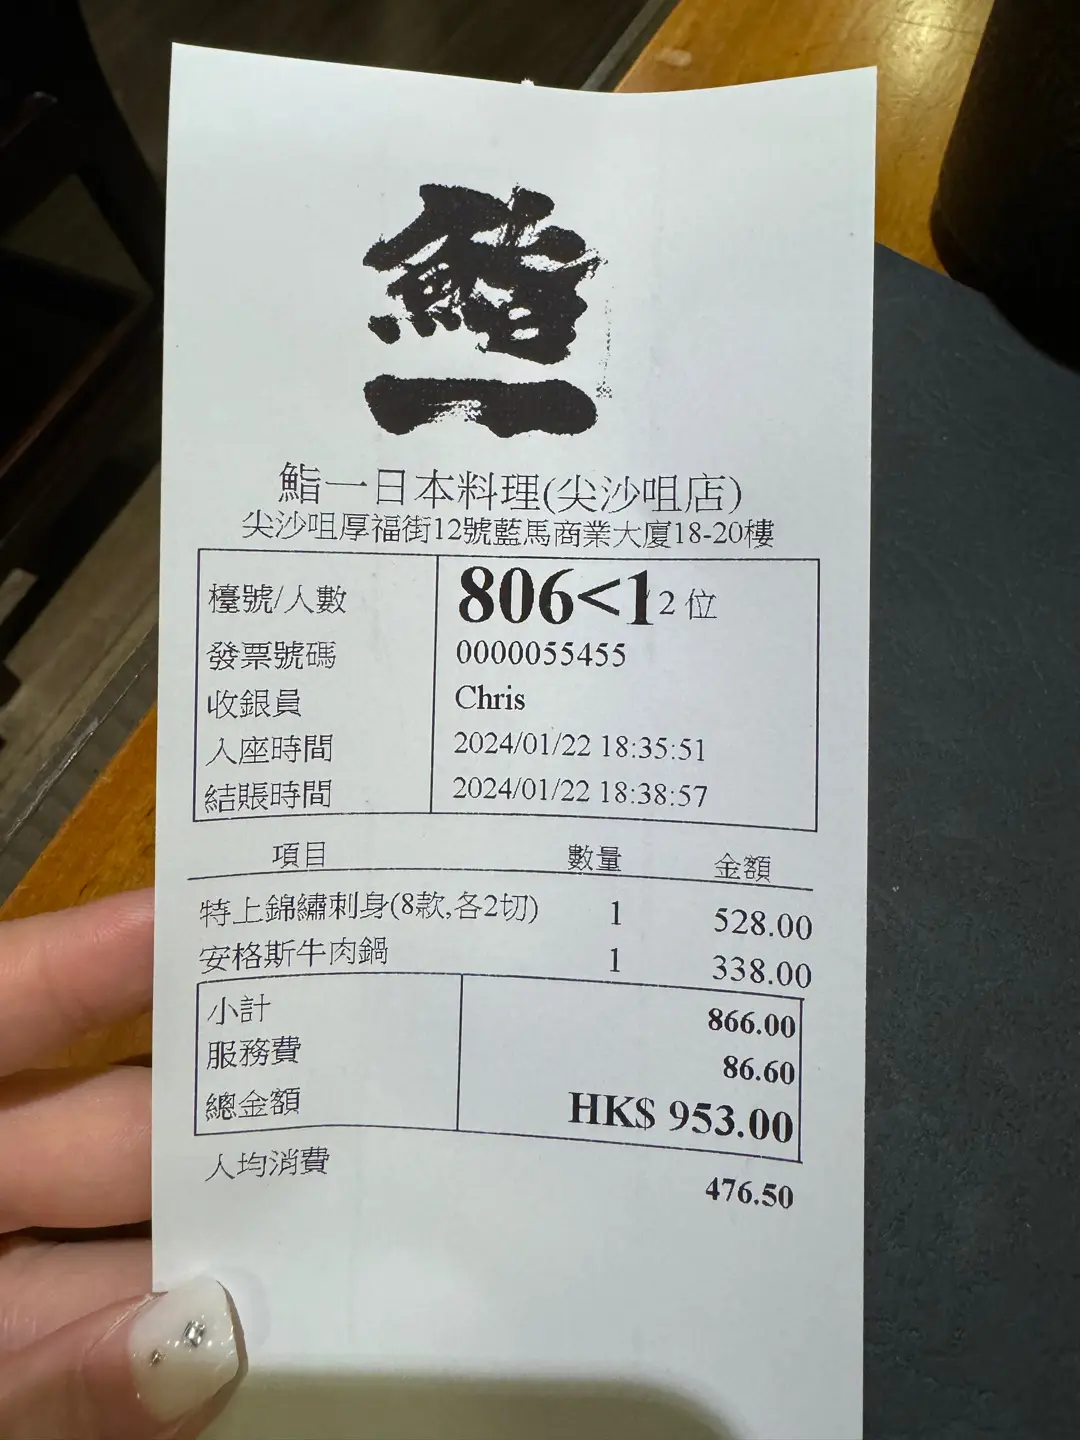 鮨
一
鮨一日本料理(尖沙咀店)
尖沙咀厚福街12號藍馬商業大廈18-20樓
檯號/人數 806<1 2 位
發票號碼 0000055455
收銀員 Chris
入座時間 2024/01/22 18:35:51
結賬時間 2024/01/22 18:38:57
項目 數量 金額
特上錦繡刺身(8款,各2切) 1 528.00
安格斯牛肉鍋 1 338.00
小計 866.00
服務費 86.60
總金額 HK$ 953.00
人均消費 476.50